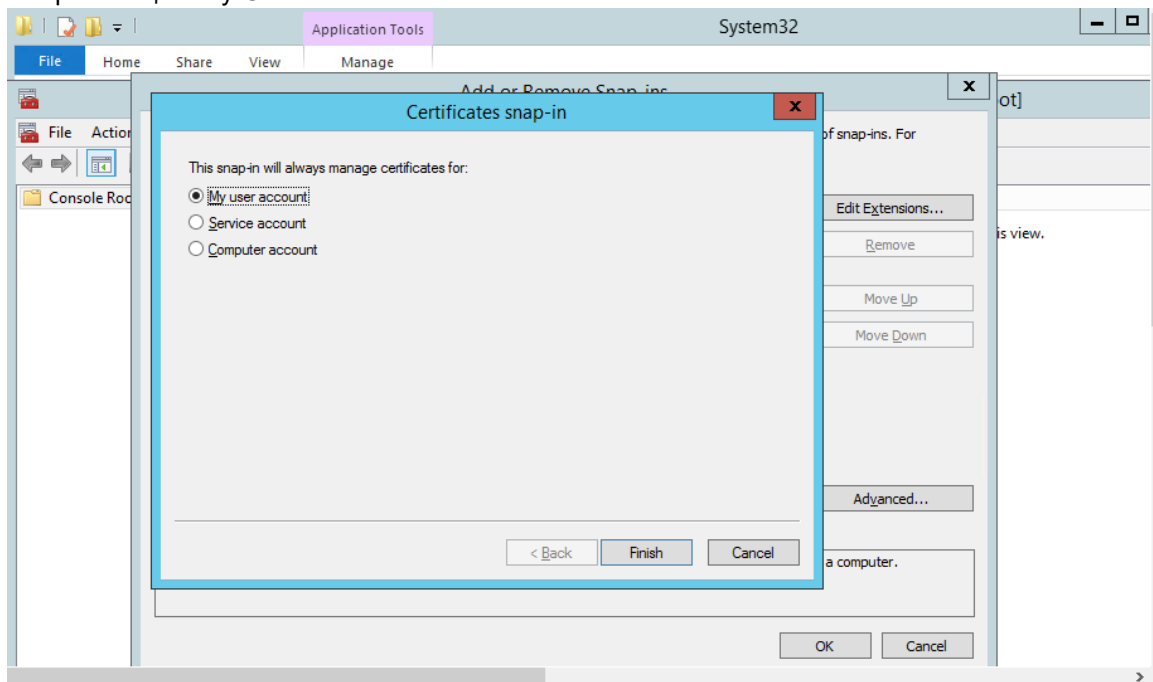 Application Tools
System32
File Home Share View Manage
Add or Remove Snap-ins
Certificates snap-in
x
x
oot]
File Action
of snap-ins. For
This snap-in will always manage certificates for:
Console Roo
My user account
Edit Extensions...
Service account
is view.
Remove
Computer account
Move Up
Move Down
Advanced...
< Back Finish Cancel
a computer.
OK Cancel